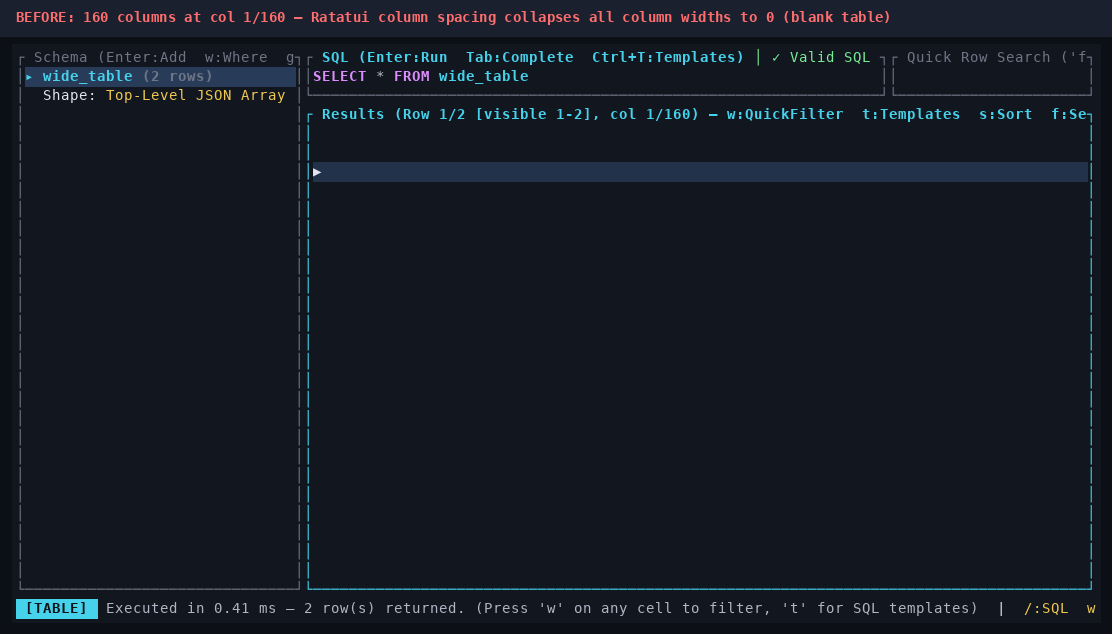 BEFORE: 160 columns at col 1/160 — Ratatui column spacing collapses all column widths to 0 (blank table)
Schema (Enter:Add  w:Where  g
SQL (Enter:Run  Tab:Complete  Ctrl+T:Templates) │ ✓ Valid SQL
Quick Row Search ('f
▸ wide_table (2 rows)
SELECT * FROM wide_table
Shape: Top-Level JSON Array
Results (Row 1/2 [visible 1-2], col 1/160) — w:QuickFilter  t:Templates  s:Sort  f:Se
▶
[TABLE] Executed in 0.41 ms — 2 row(s) returned. (Press 'w' on any cell to filter, 't' for SQL templates)  |  /:SQL  w